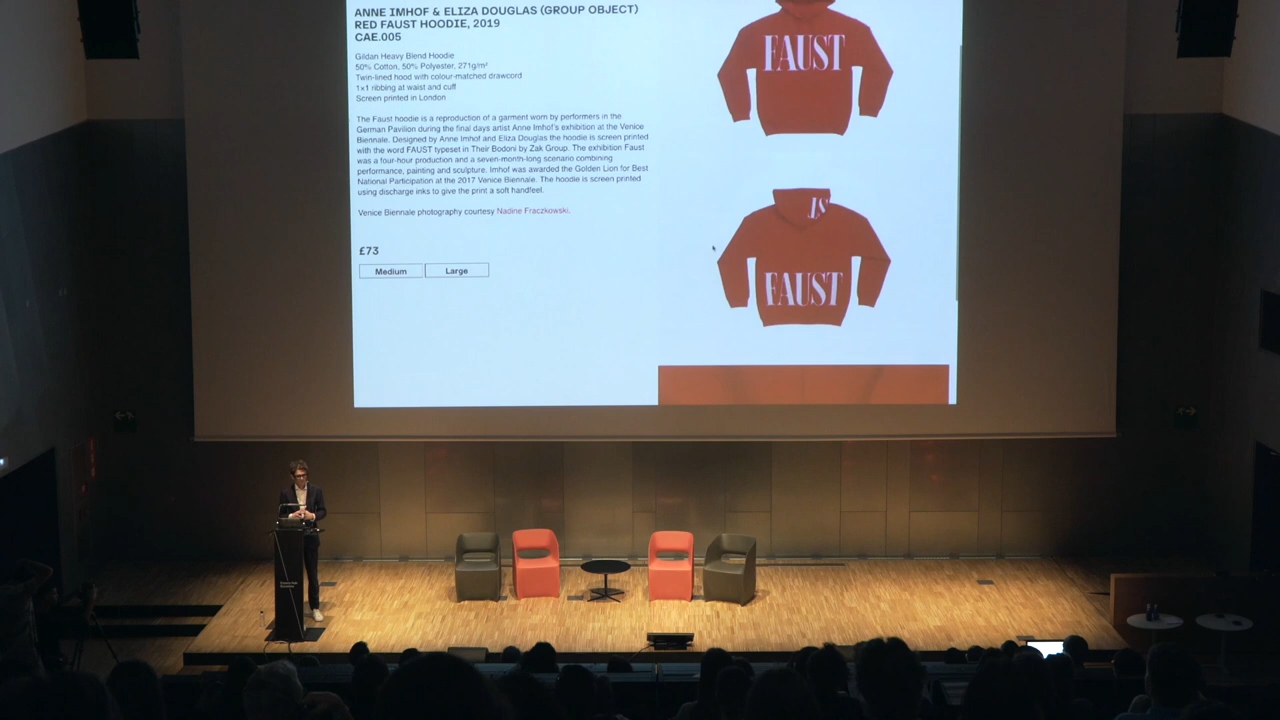 ANNE IMHOF & ELIZA DOUGLAS (GROUP OBJECT)
RED FAUST HOODIE, 2019
CAE.005
Gildan Heavy Blend Hoodie
50% Cotton, 50% Polyester, 271g/m²
Twin-lined hood with colour-matched drawcord
1×1 ribbing at waist and cuff
Screen printed in London
The Faust hoodie is a reproduction of a garment worn by performers in the
German Pavilion during the final days artist Anne Imhof's exhibition at the Venice
Biennale. Designed by Anne Imhof and Eliza Douglas the hoodie is screen printed
with the word FAUST typeset in Their Bodoni by Zak Group. The exhibition Faust
was a four-hour production and a seven-month-long scenario combining
performance, painting and sculpture. Imhof was awarded the Golden Lion for Best
National Participation at the 2017 Venice Biennale. The hoodie is screen printed
using discharge inks to give the print a soft handfeel.
Venice Biennale photography courtesy Nadine Fraczkowski.
£73
Medium
Large
FAUST
FAUST